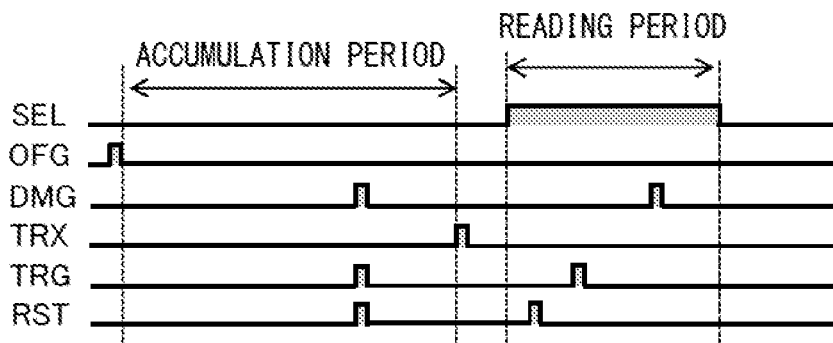 READING PERIOD
ACCUMULATION PERIOD
SEL
OFG
DMG
TRX
TRG
RST